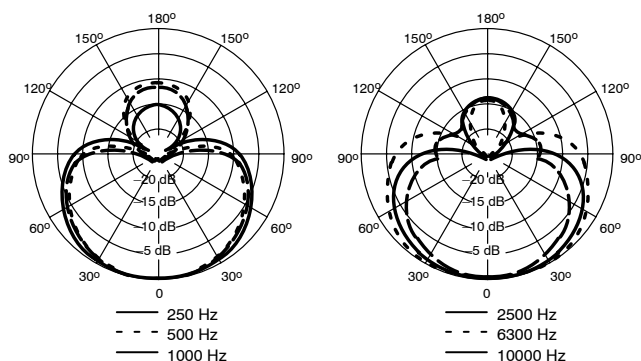 180º
150º 150º
120º 120º
90º 90º
60º 60º
30º 30º
0
–20 dB
–15 dB
–10 dB
–5 dB
250 Hz
500 Hz
1000 Hz
180º
150º 150º
120º 120º
90º 90º
60º 60º
30º 30º
0
–20 dB
–15 dB
–10 dB
–5 dB
2500 Hz
6300 Hz
10000 Hz